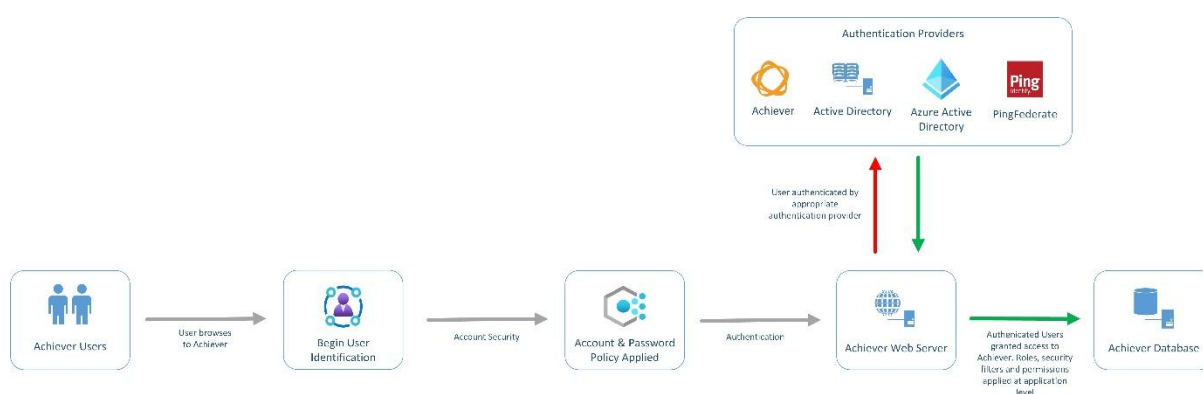 Authentication Providers
Ping
Identity
Achiever
Active Directory
Azure Active
Directory
PingFederate
User authenticated by
appropriate
authentication provider
Achiever Users
User browses
to Achiever
Begin User
Identification
Account Security
Account & Password
Policy Applied
Authentication
Achiever Web Server
Authenticated Users
granted access to
Achiever. Roles, security
filters and permissions
applied at application
level
Achiever Database